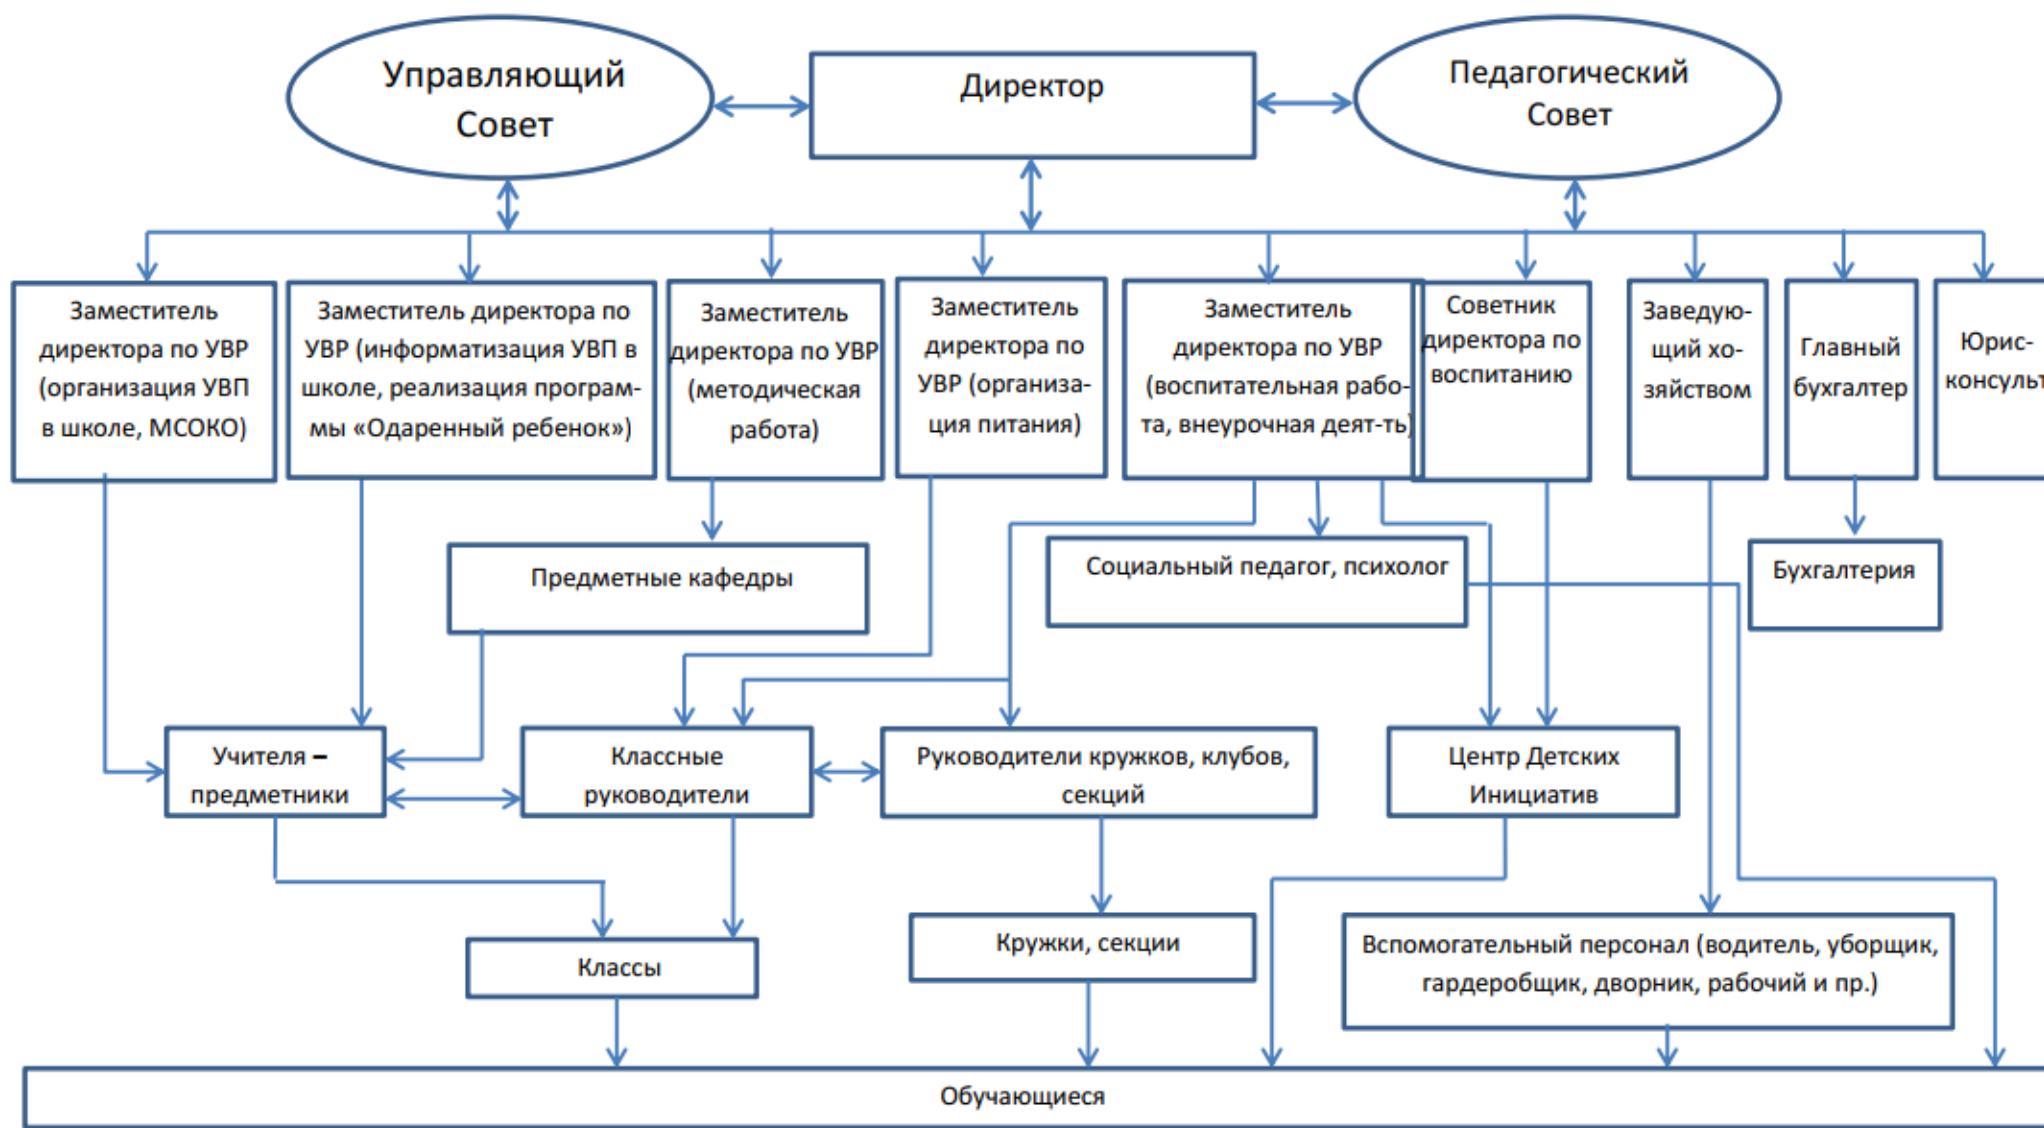 Управляющий
Совет
Директор
Педагогический
Совет
Заместитель
директора по УВР
(организация УВП
в школе, МСОКО)
Заместитель директора по
УВР (информатизация УВП в
школе, реализация програм-
мы «Одаренный ребенок»)
Заместитель
директора по УВР
(методическая
работа)
Заместитель
директора по
УВР (организа-
ция питания)
Заместитель
директора по УВР
(воспитательная рабо-
та, внеурочная деят-ть)
Советник
директора по
воспитанию
Заведую-
щий хо-
зяйством
Главный
бухгалтер
Юрис-
консульт
Предметные кафедры
Социальный педагог, психолог
Бухгалтерия
Учителя –
предметники
Классные
руководители
Руководители кружков, клубов,
секций
Центр Детских
Инициатив
Классы
Кружки, секции
Вспомогательный персонал (водитель, уборщик,
гардеробщик, дворник, рабочий и пр.)
Обучающиеся